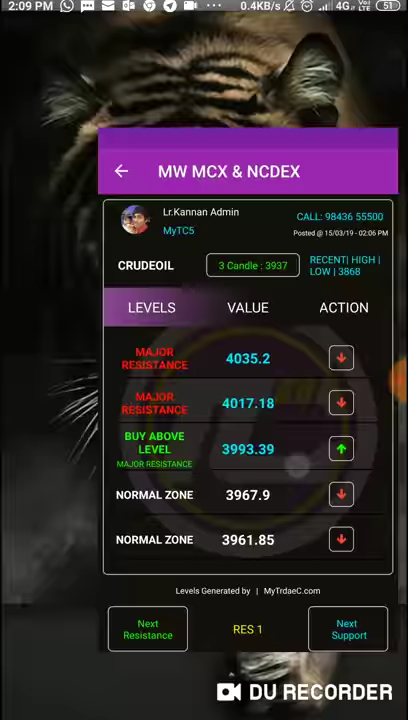 2:09 PM
0.4KB/s
4G
Vo LTE
51
MW MCX & NCDEX
Lr.Kannan Admin
MyTC5
CALL: 98436 55500
Posted @ 15/03/19 - 02:06 PM
CRUDEOIL
3 Candle : 3937
RECENT| HIGH |
LOW | 3868
LEVELS VALUE ACTION
MAJOR
RESISTANCE
4035.2
MAJOR
RESISTANCE
4017.18
BUY ABOVE
LEVEL
MAJOR RESISTANCE
3993.39
NORMAL ZONE 3967.9
NORMAL ZONE 3961.85
Levels Generated by | MyTrdaeC.com
Next
Resistance
RES 1
Next
Support
DU RECORDER